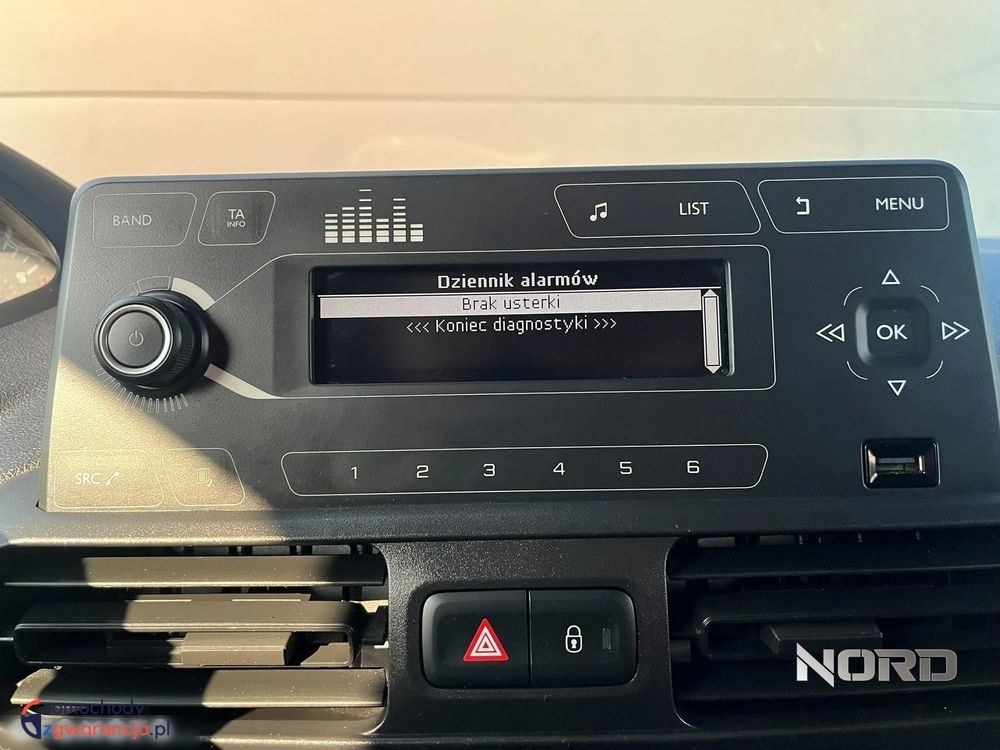 BAND
TA
INFO
LIST
MENU
Dziennik alarmów
Brak usterki
<<< Koniec diagnostyki >>>
OK
SRC
1 2 3 4 5 6
NORD
samochody
zgwarancja.pl